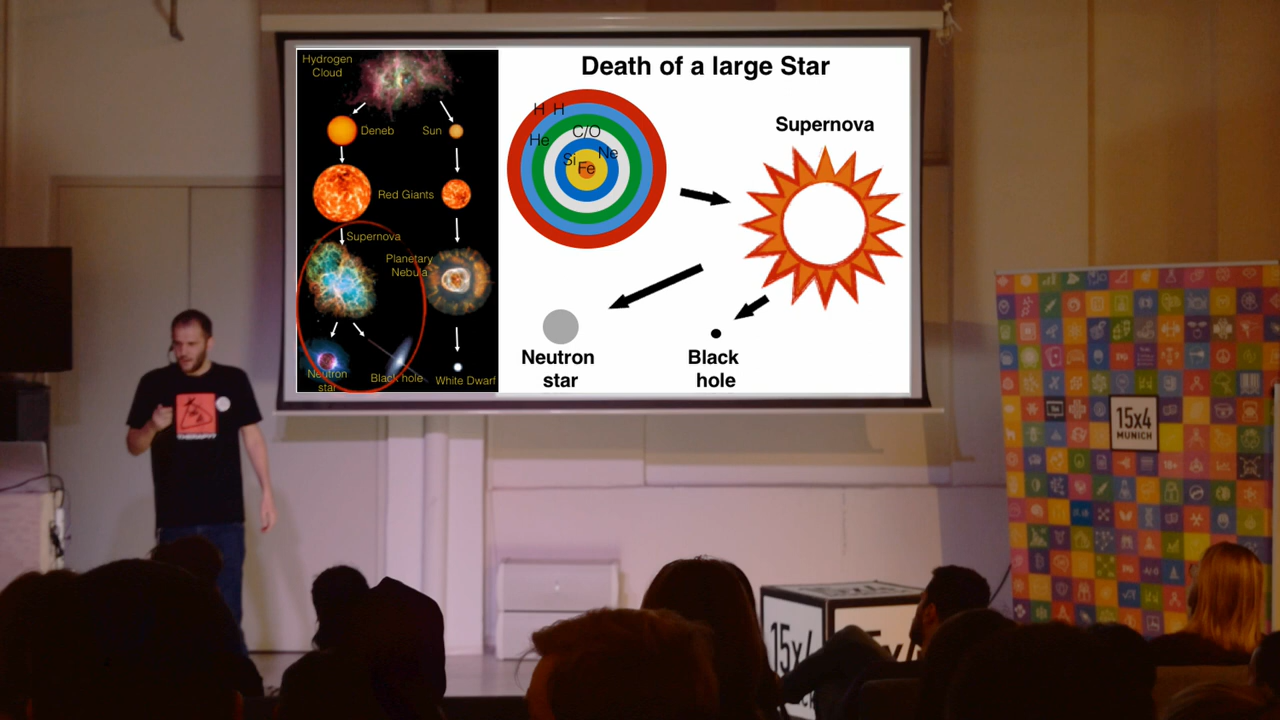 Hydrogen
Cloud
Deneb
Sun
Red Giants
Supernova
Planetary
Nebula
Neutron
star
Black hole
White Dwarf
Death of a large Star
H H
He
C/O
Ne
Si
Fe
Supernova
Neutron
star
Black
hole
15x4
MUNICH
15x4